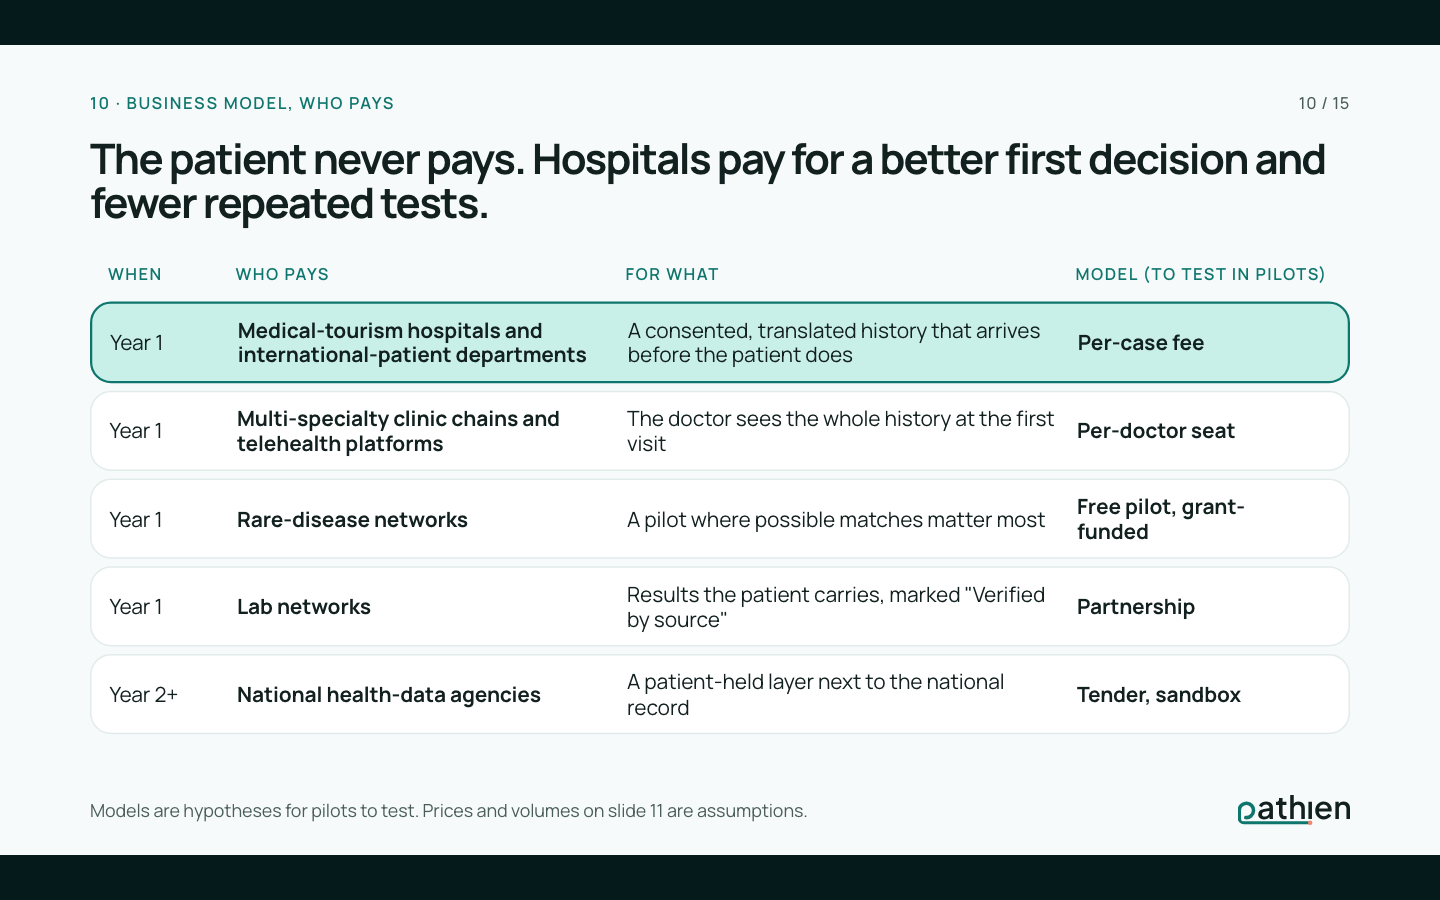 10 · BUSINESS MODEL, WHO PAYS
10 / 15
The patient never pays. Hospitals pay for a better first decision and
fewer repeated tests.
WHEN
WHO PAYS
FOR WHAT
MODEL (TO TEST IN PILOTS)
Year 1
Medical-tourism hospitals and
international-patient departments
A consented, translated history that arrives
before the patient does
Per-case fee
Year 1
Multi-specialty clinic chains and
telehealth platforms
The doctor sees the whole history at the first
visit
Per-doctor seat
Year 1
Rare-disease networks
A pilot where possible matches matter most
Free pilot, grant-
funded
Year 1
Lab networks
Results the patient carries, marked "Verified
by source"
Partnership
Year 2+
National health-data agencies
A patient-held layer next to the national
record
Tender, sandbox
Models are hypotheses for pilots to test. Prices and volumes on slide 11 are assumptions.
pathien